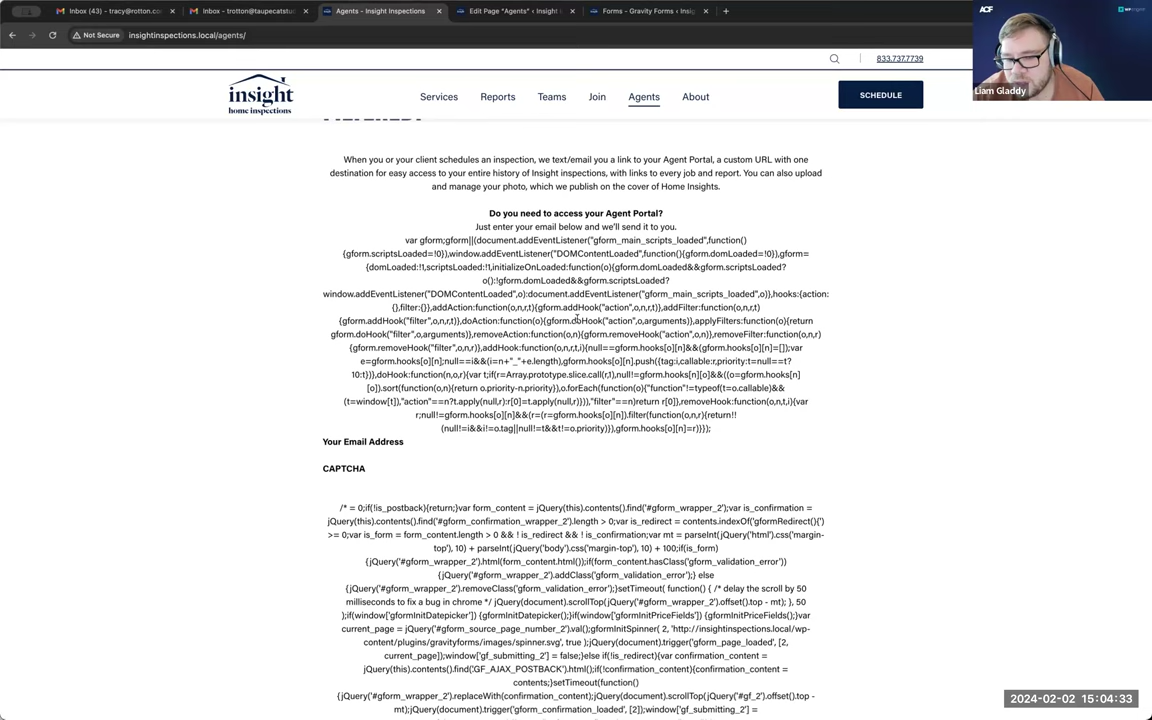 Inbox (43) - tracy@rotton.co
Inbox - trotton@taupecatstu
Agents - Insight Inspections
Edit Page "Agents" ‹ Insight I
Forms - Gravity Forms ‹ Insig
Not Secure
insightinspections.local/agents/
833.737.7739
insight
home inspections
Services
Reports
Teams
Join
Agents
About
SCHEDULE
ACF
Liam Gladdy
When you or your client schedules an inspection, we text/email you a link to your Agent Portal, a custom URL with one
destination for easy access to your entire history of Insight inspections, with links to every job and report. You can also upload
and manage your photo, which we publish on the cover of Home Insights.
Do you need to access your Agent Portal?
Just enter your email below and we'll send it to you.
var gform;gform||(document.addEventListener("gform_main_scripts_loaded",function()
{gform.scriptsLoaded=!0}),window.addEventListener("DOMContentLoaded",function(){gform.domLoaded=!0}),gform=
{domLoaded:!1,scriptsLoaded:!1,initializeOnLoaded:function(o){gform.domLoaded&&gform.scriptsLoaded?
o():!gform.domLoaded&&gform.scriptsLoaded?
window.addEventListener("DOMContentLoaded",o):document.addEventListener("gform_main_scripts_loaded",o)},hooks:{action:
{},filter:{}},addAction:function(o,n,r,t){gform.addHook("action",o,n,r,t)},addFilter:function(o,n,r,t)
{gform.addHook("filter",o,n,r,t)},doAction:function(o){gform.doHook("action",o,arguments)},applyFilters:function(o){return
gform.doHook("filter",o,arguments)},removeAction:function(o,n){gform.removeHook("action",o,n)},removeFilter:function(o,n,r)
{gform.removeHook("filter",o,n,r)},addHook:function(o,n,r,t,i){null==gform.hooks[o][n]&&(gform.hooks[o][n]=[]);var
e=gform.hooks[o][n];null==i&&(i=n+"_"+e.length),gform.hooks[o][n].push({tag:i,callable:r,priority:t=null==t?
10:t})},doHook:function(n,o,r){var t;if(r=Array.prototype.slice.call(r,1),null!=gform.hooks[n][o]&&((o=gform.hooks[n]
[o]).sort(function(o,n){return o.priority-n.priority}),o.forEach(function(o){"function"!=typeof(t=o.callable)&&
(t=window[t]),"action"==n?t.apply(null,r):r[0]=t.apply(null,r)})),"filter"==n)return r[0]},removeHook:function(o,n,t,i){var
r;null!=gform.hooks[o][n]&&(r=(r=gform.hooks[o][n]).filter(function(o,n,r){return!!
(null!=i&&i!=o.tag||null!=t&&t!=o.priority)}),gform.hooks[o][n]=r)}});
Your Email Address
CAPTCHA
/* = 0;if(!is_postback){return;}var form_content = jQuery(this).contents().find('#gform_wrapper_2');var is_confirmation =
jQuery(this).contents().find('#gform_confirmation_wrapper_2').length > 0;var is_redirect = contents.indexOf('gformRedirect(){')
>= 0;var is_form = form_content.length > 0 && ! is_redirect && ! is_confirmation;var mt = parseInt(jQuery('html').css('margin-
top'), 10) + parseInt(jQuery('body').css('margin-top'), 10) + 100;if(is_form)
{jQuery('#gform_wrapper_2').html(form_content.html());if(form_content.hasClass('gform_validation_error'))
{jQuery('#gform_wrapper_2').addClass('gform_validation_error');} else
{jQuery('#gform_wrapper_2').removeClass('gform_validation_error');}setTimeout( function() { /* delay the scroll by 50
milliseconds to fix a bug in chrome */ jQuery(document).scrollTop(jQuery('#gform_wrapper_2').offset().top - mt); }, 50
);if(window['gformInitDatepicker']) {gformInitDatepicker();}if(window['gformInitPriceFields']) {gformInitPriceFields();}var
current_page = jQuery('#gform_source_page_number_2').val();gformInitSpinner( 2, 'http://insightinspections.local/wp-
content/plugins/gravityforms/images/spinner.svg', true );jQuery(document).trigger('gform_page_loaded', [2,
current_page]);window['gf_submitting_2'] = false;}else if(!is_redirect){var confirmation_content =
jQuery(this).contents().find('GF_AJAX_POSTBACK').html();if(!confirmation_content){confirmation_content =
contents;}setTimeout(function()
{jQuery('#gform_wrapper_2').replaceWith(confirmation_content);jQuery(document).scrollTop(jQuery('#gf_2').offset().top -
mt);jQuery(document).trigger('gform_confirmation_loaded', [2]);window['gf_submitting_2'] =
2024-02-02 15:04:33